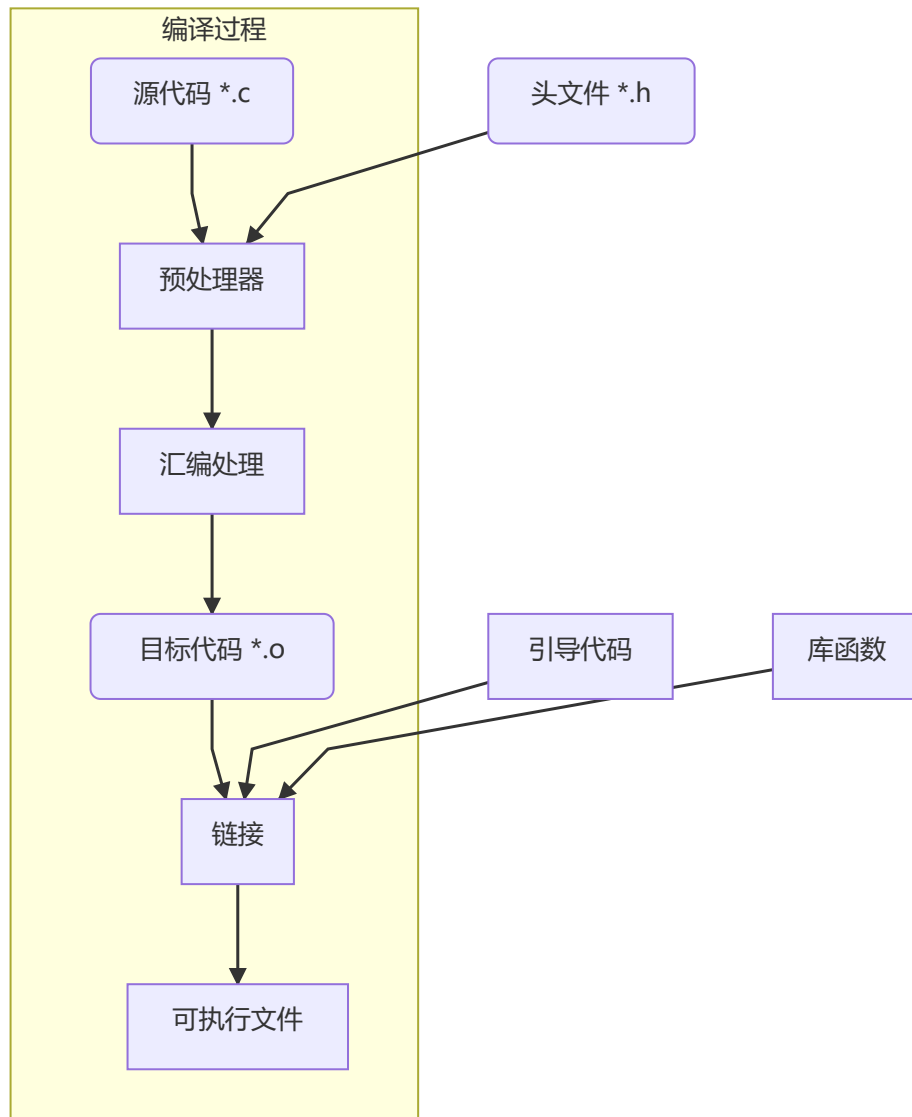 编译过程
源代码 *.c
头文件 *.h
预处理器
汇编处理
目标代码 *.o
引导代码
库函数
链接
可执行文件